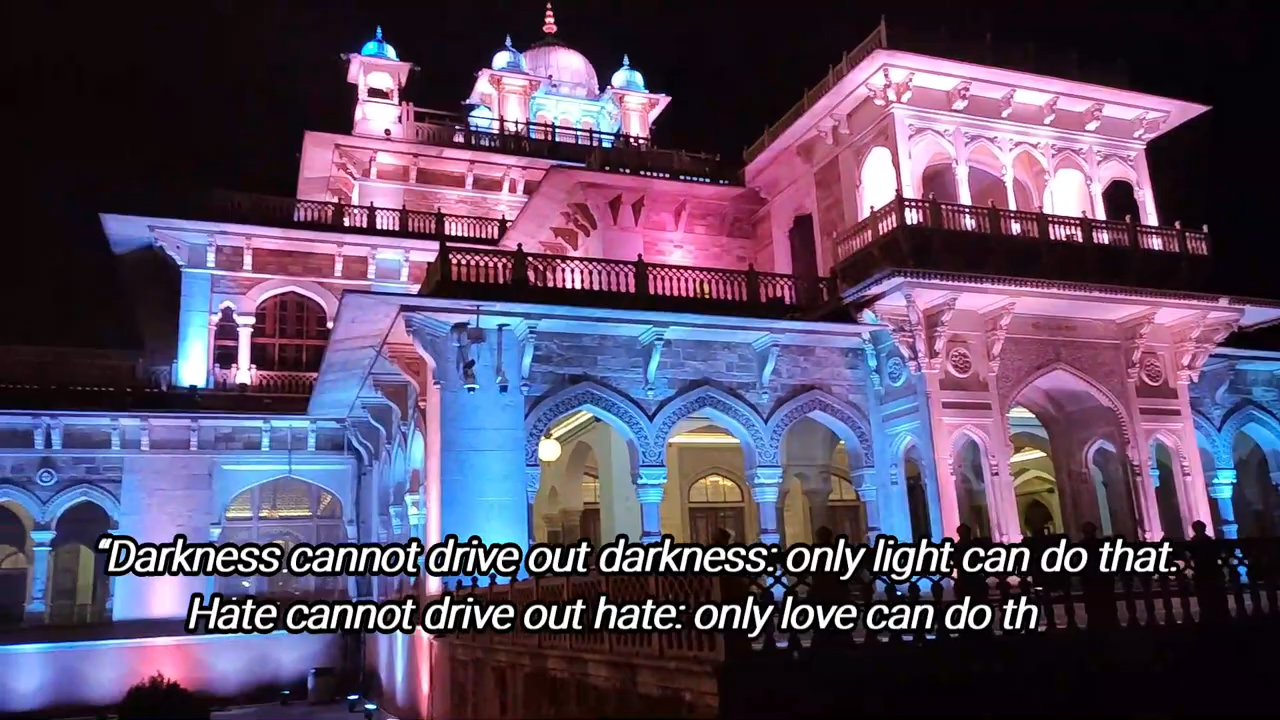 “Darkness cannot drive out darkness: only light can do that.
Hate cannot drive out hate: only love can do th